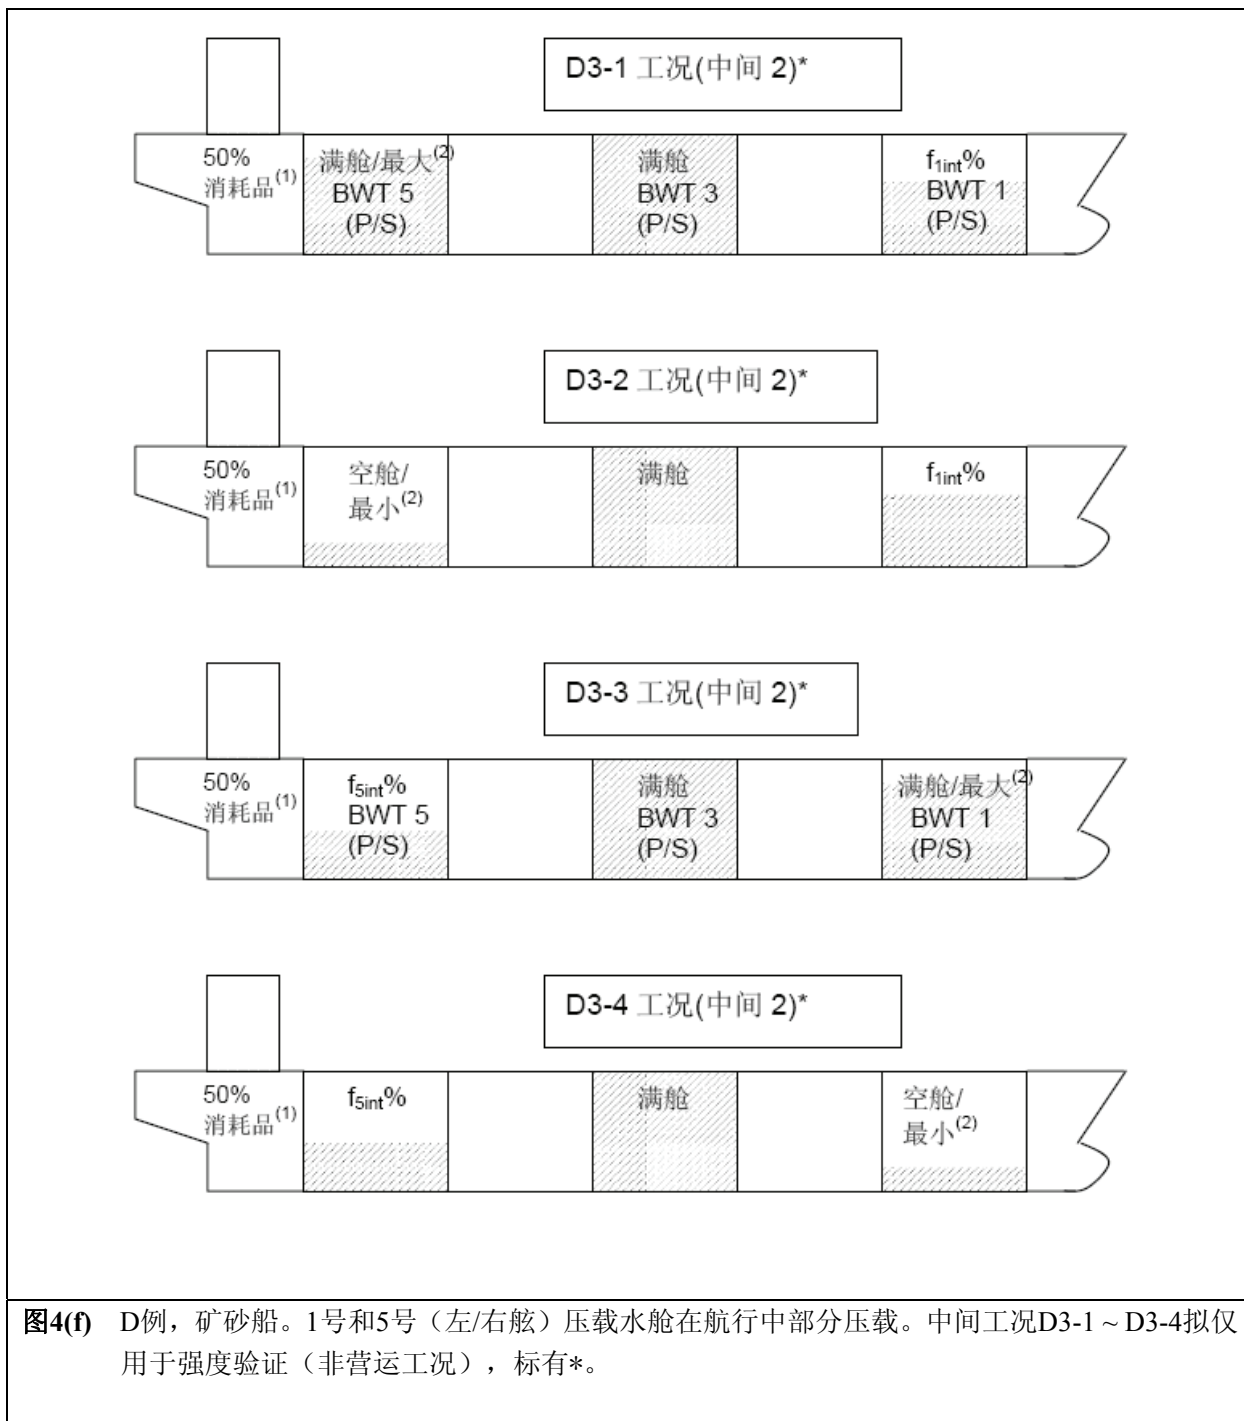 D3-1 工况(中间 2)*
50%
消耗品(1)
满舱/最大(2)
BWT 5
(P/S)
满舱
BWT 3
(P/S)
f1int%
BWT 1
(P/S)
D3-2 工况(中间 2)*
50%
消耗品(1)
空舱/
最小(2)
满舱
f1int%
D3-3 工况(中间 2)*
50%
消耗品(1)
f5int%
BWT 5
(P/S)
满舱
BWT 3
(P/S)
满舱/最大(2)
BWT 1
(P/S)
D3-4 工况(中间 2)*
50%
消耗品(1)
f5int%
满舱
空舱/
最小(2)
图4(f) D例，矿砂船。1号和5号（左/右舷）压载水舱在航行中部分压载。中间工况D3-1 ~ D3-4拟仅
用于强度验证（非营运工况），标有*。